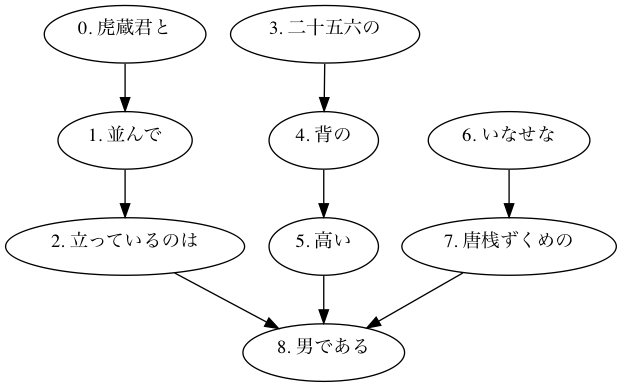 0. 虎蔵君と
3. 二十五六の
1. 並んで
4. 背の
6. いなせな
2. 立っているのは
5. 高い
7. 唐桟ずくめの
8. 男である